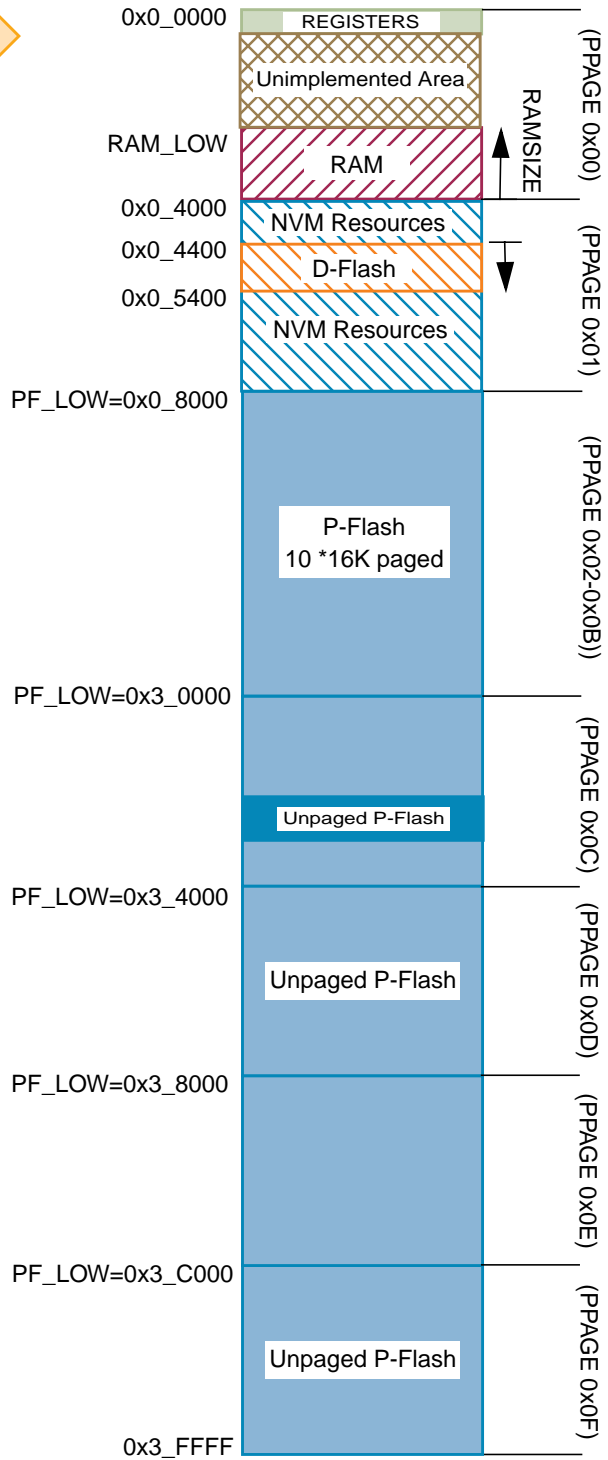 0x0_0000
REGISTERS
Unimplemented Area
(PPAGE 0x00)
RAM_LOW
RAM
RAMSIZE
0x0_4000
NVM Resources
0x0_4400
D-Flash
0x0_5400
NVM Resources
(PPAGE 0x01)
PF_LOW=0x0_8000
P-Flash
10 *16K paged
(PPAGE 0x02-0x0B))
PF_LOW=0x3_0000
Unpaged P-Flash
(PPAGE 0x0C)
PF_LOW=0x3_4000
Unpaged P-Flash
(PPAGE 0x0D)
PF_LOW=0x3_8000
(PPAGE 0x0E)
PF_LOW=0x3_C000
Unpaged P-Flash
(PPAGE 0x0F)
0x3_FFFF